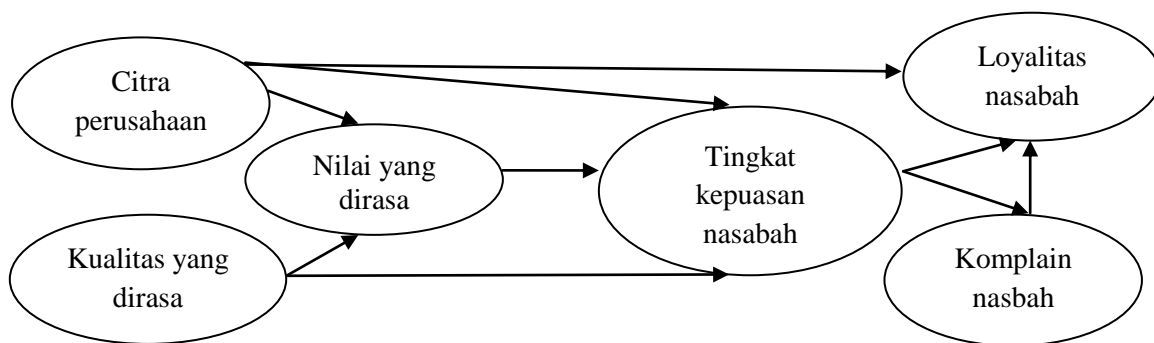 Citra
perusahaan
Loyalitas
nasabah
Nilai yang
dirasa
Tingkat
kepuasan
nasabah
Kualitas yang
dirasa
Komplain
nasbah